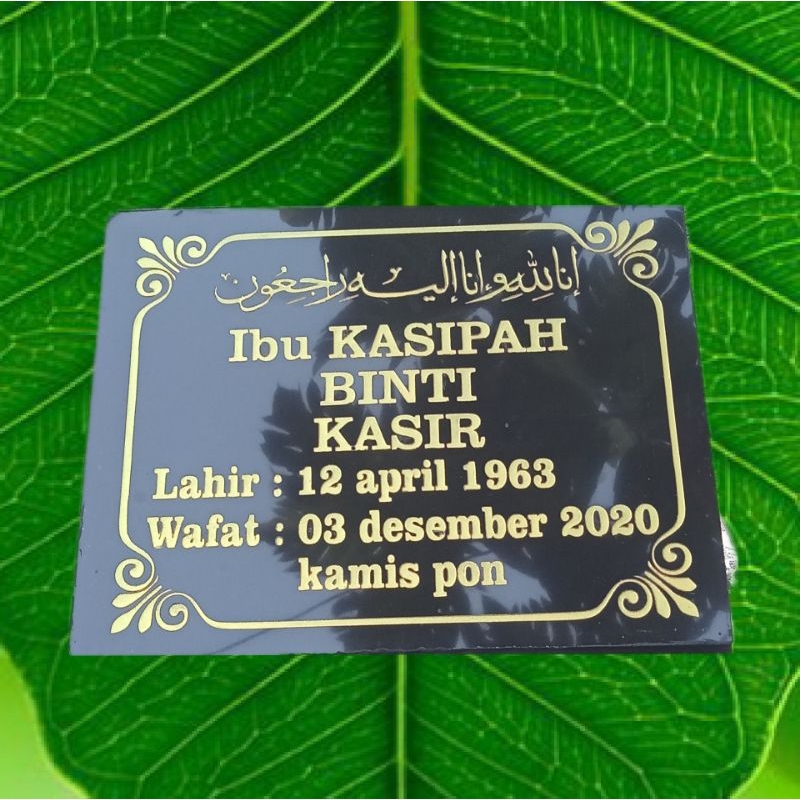 إنا لله وإنا إليه راجعون
Ibu KASIPAH
BINTI
KASIR
Lahir : 12 april 1963
Wafat : 03 desember 2020
kamis pon